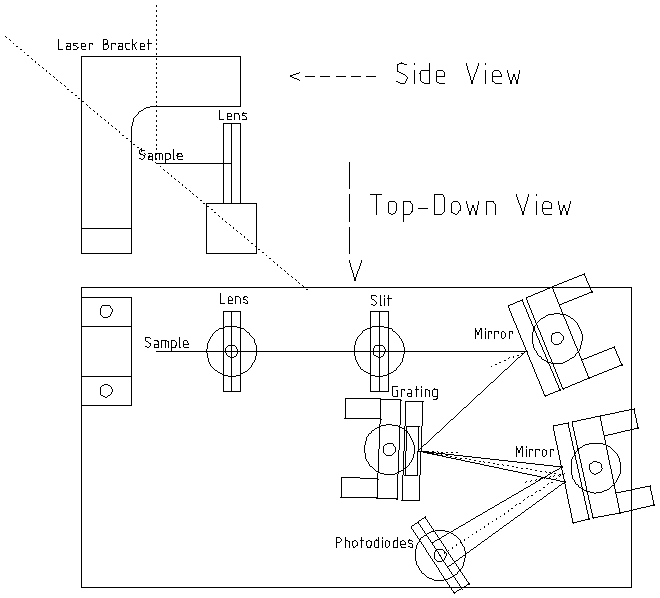 Laser Bracket
Side View
Lens
Sample
Top-Down View
Lens
Slit
Mirror
Sample
Grating
Mirror
Photodiodes